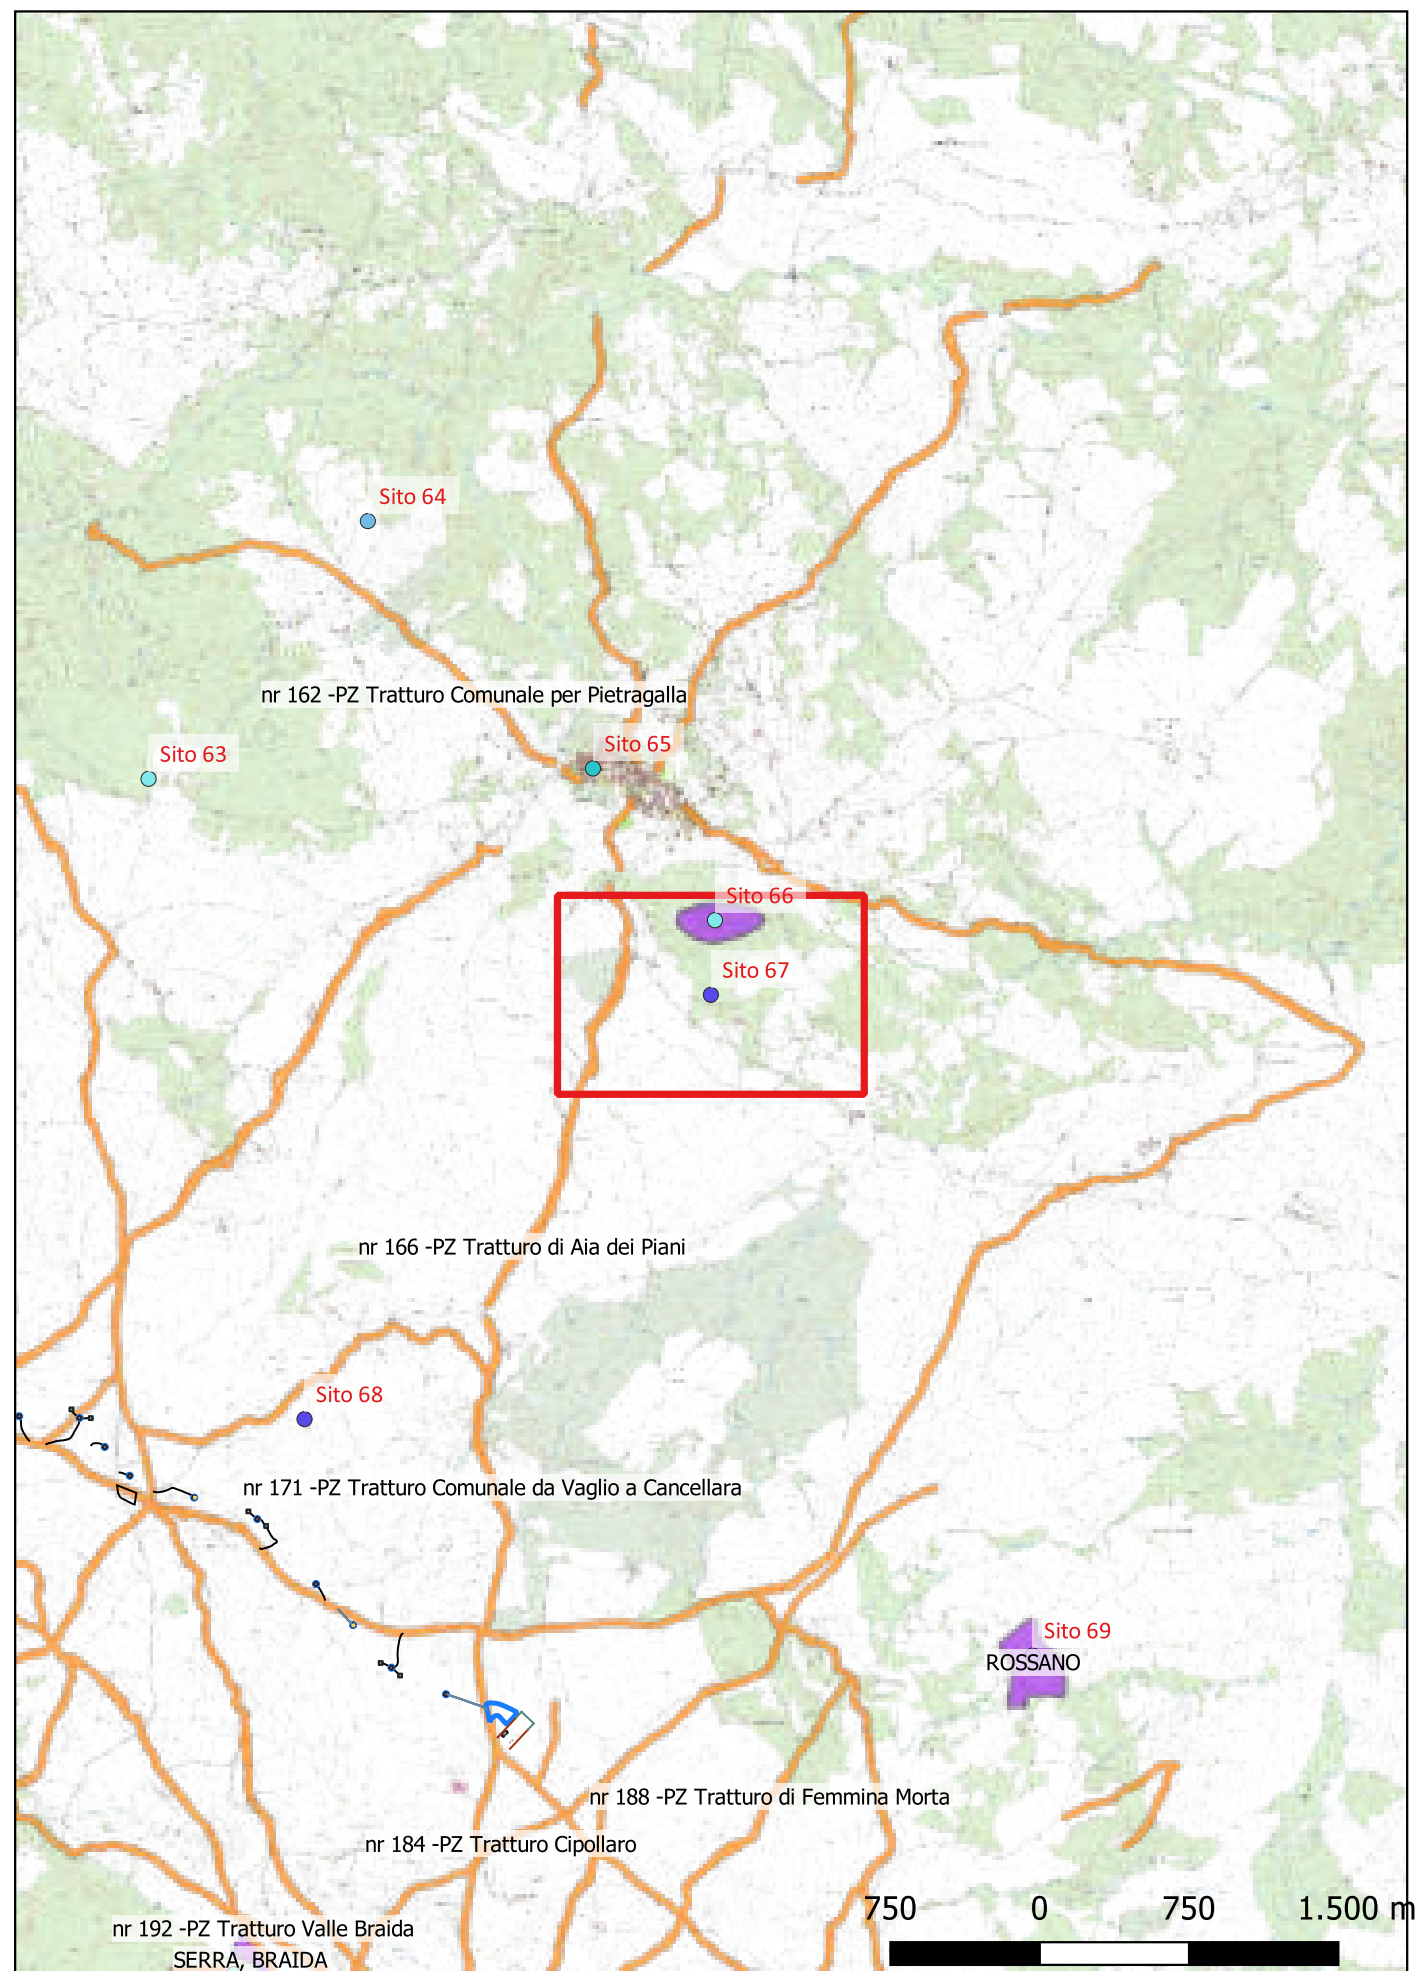 Sito 64
nr 162 -PZ Tratturo Comunale per Pietragalla
Sito 65
Sito 63
Sito 66
Sito 67
nr 166 -PZ Tratturo di Aia dei Piani
Sito 68
nr 171 -PZ Tratturo Comunale da Vaglio a Cancellara
Sito 69
ROSSANO
nr 188 -PZ Tratturo di Femmina Morta
nr 184 -PZ Tratturo Cipollaro
750 0 750 1.500 m
nr 192 -PZ Tratturo Valle Braida
SERRA, BRAIDA